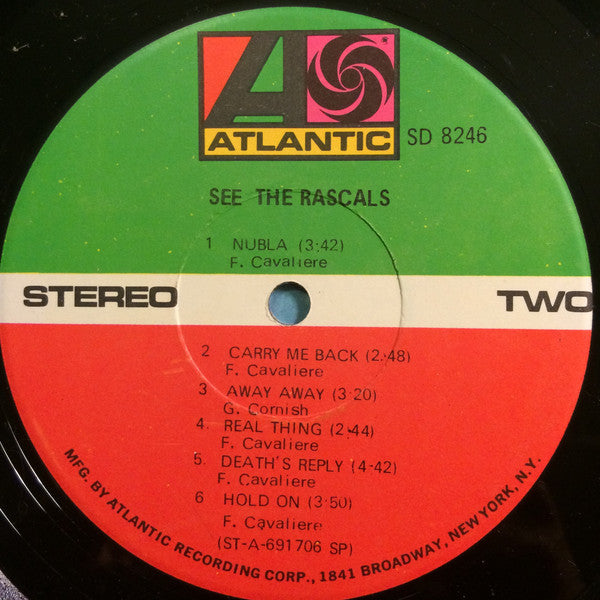 ATLANTIC
SD 8246
SEE THE RASCALS
1 NUBLA (3:42)
F. Cavaliere
STEREO
TWO
2 CARRY ME BACK (2:48)
F. Cavaliere
3 AWAY AWAY (3:20)
G. Cornish
4 REAL THING (2:44)
F. Cavaliere
5 DEATH'S REPLY (4:42)
F. Cavaliere
6 HOLD ON (3:50)
F. Cavaliere
(ST-A-691706 SP)
MFG. BY ATLANTIC RECORDING CORP., 1841 BROADWAY, NEW YORK, N.Y.